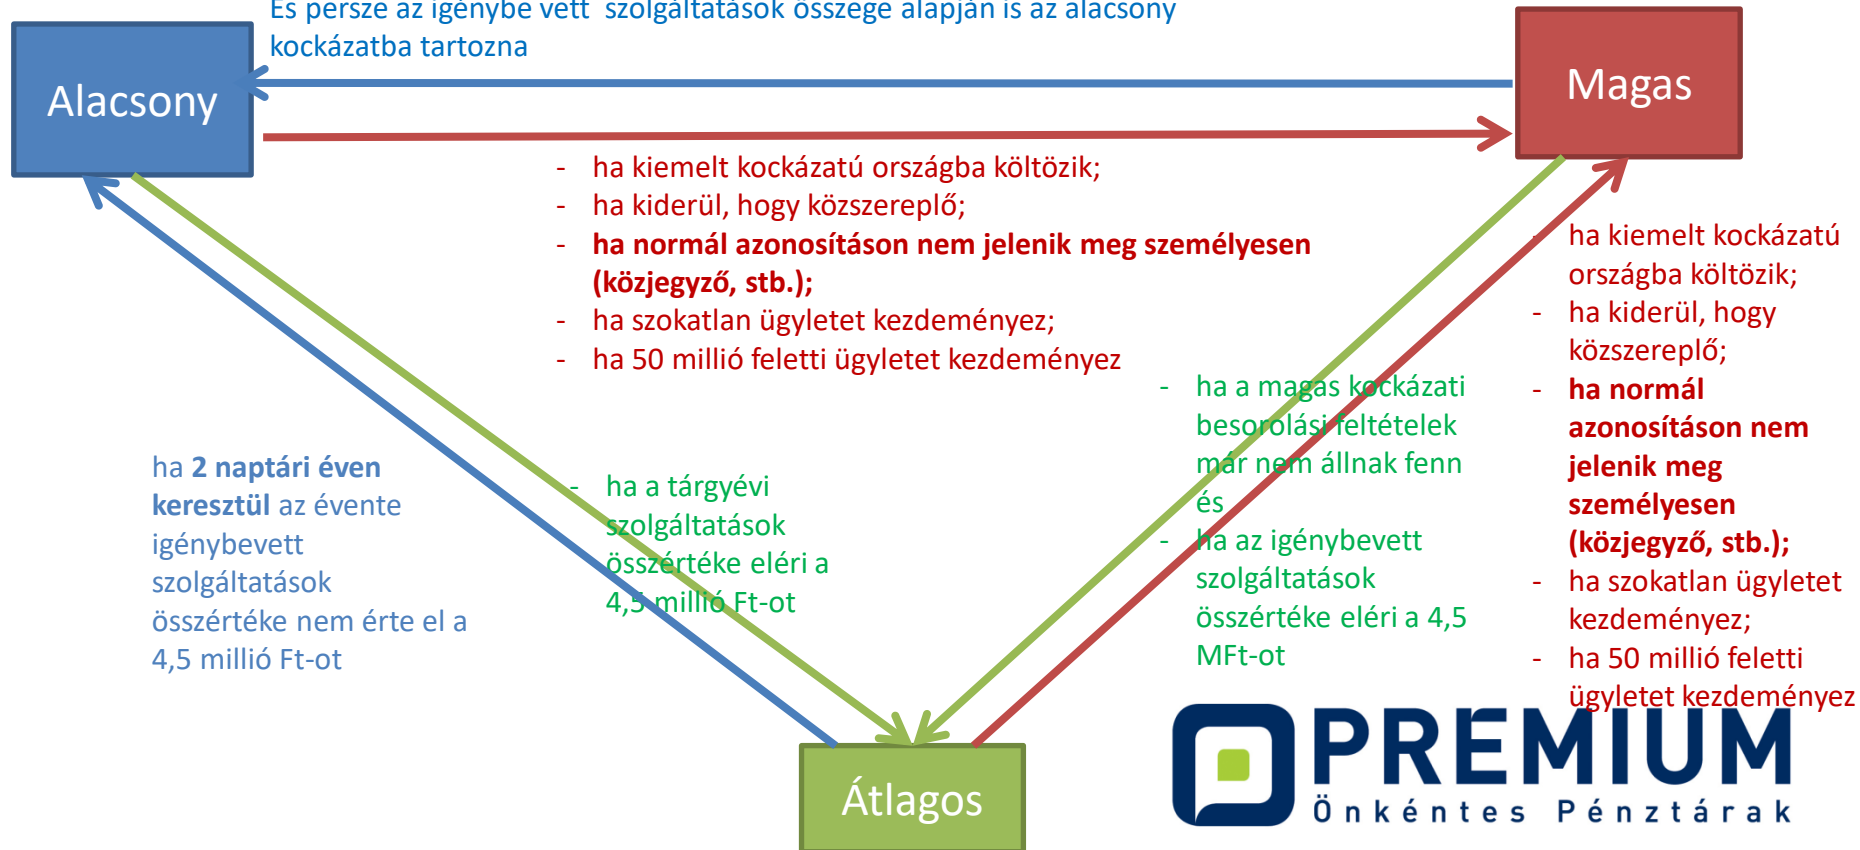 És persze az igénybe vett szolgáltatások összege alapján is az alacsony
kockázatba tartozna
Alacsony
Magas
- ha kiemelt kockázatú országba költözik;
- ha kiderül, hogy közszereplő;
- ha normál azonosításon nem jelenik meg személyesen
(közjegyző, stb.);
- ha szokatlan ügyletet kezdeményez;
- ha 50 millió feletti ügyletet kezdeményez
- ha kiemelt kockázatú
országba költözik;
- ha kiderül, hogy
közszereplő;
- ha normál
azonosításon nem
jelenik meg
személyesen
(közjegyző, stb.);
- ha szokatlan ügyletet
kezdeményez;
- ha 50 millió feletti
ügyletet kezdeményez
- ha a magas kockázati
besorolási feltételek
már nem állnak fenn
és
- ha az igénybevett
szolgáltatások
összértéke eléri a 4,5
MFt-ot
ha 2 naptári éven
keresztül az évente
igénybevett
szolgáltatások
összértéke nem érte el a
4,5 millió Ft-ot
- ha a tárgyévi
szolgáltatások
összértéke eléri a
4,5 millió Ft-ot
Átlagos
PRÉMIUM
Önkéntes Pénztárak